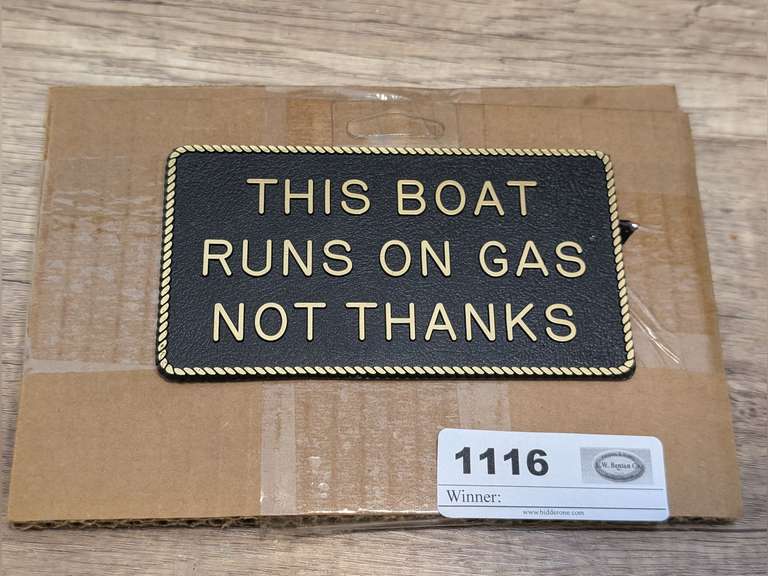 THIS BOAT
RUNS ON GAS
NOT THANKS
1116
Winner:
www.bidderone.com